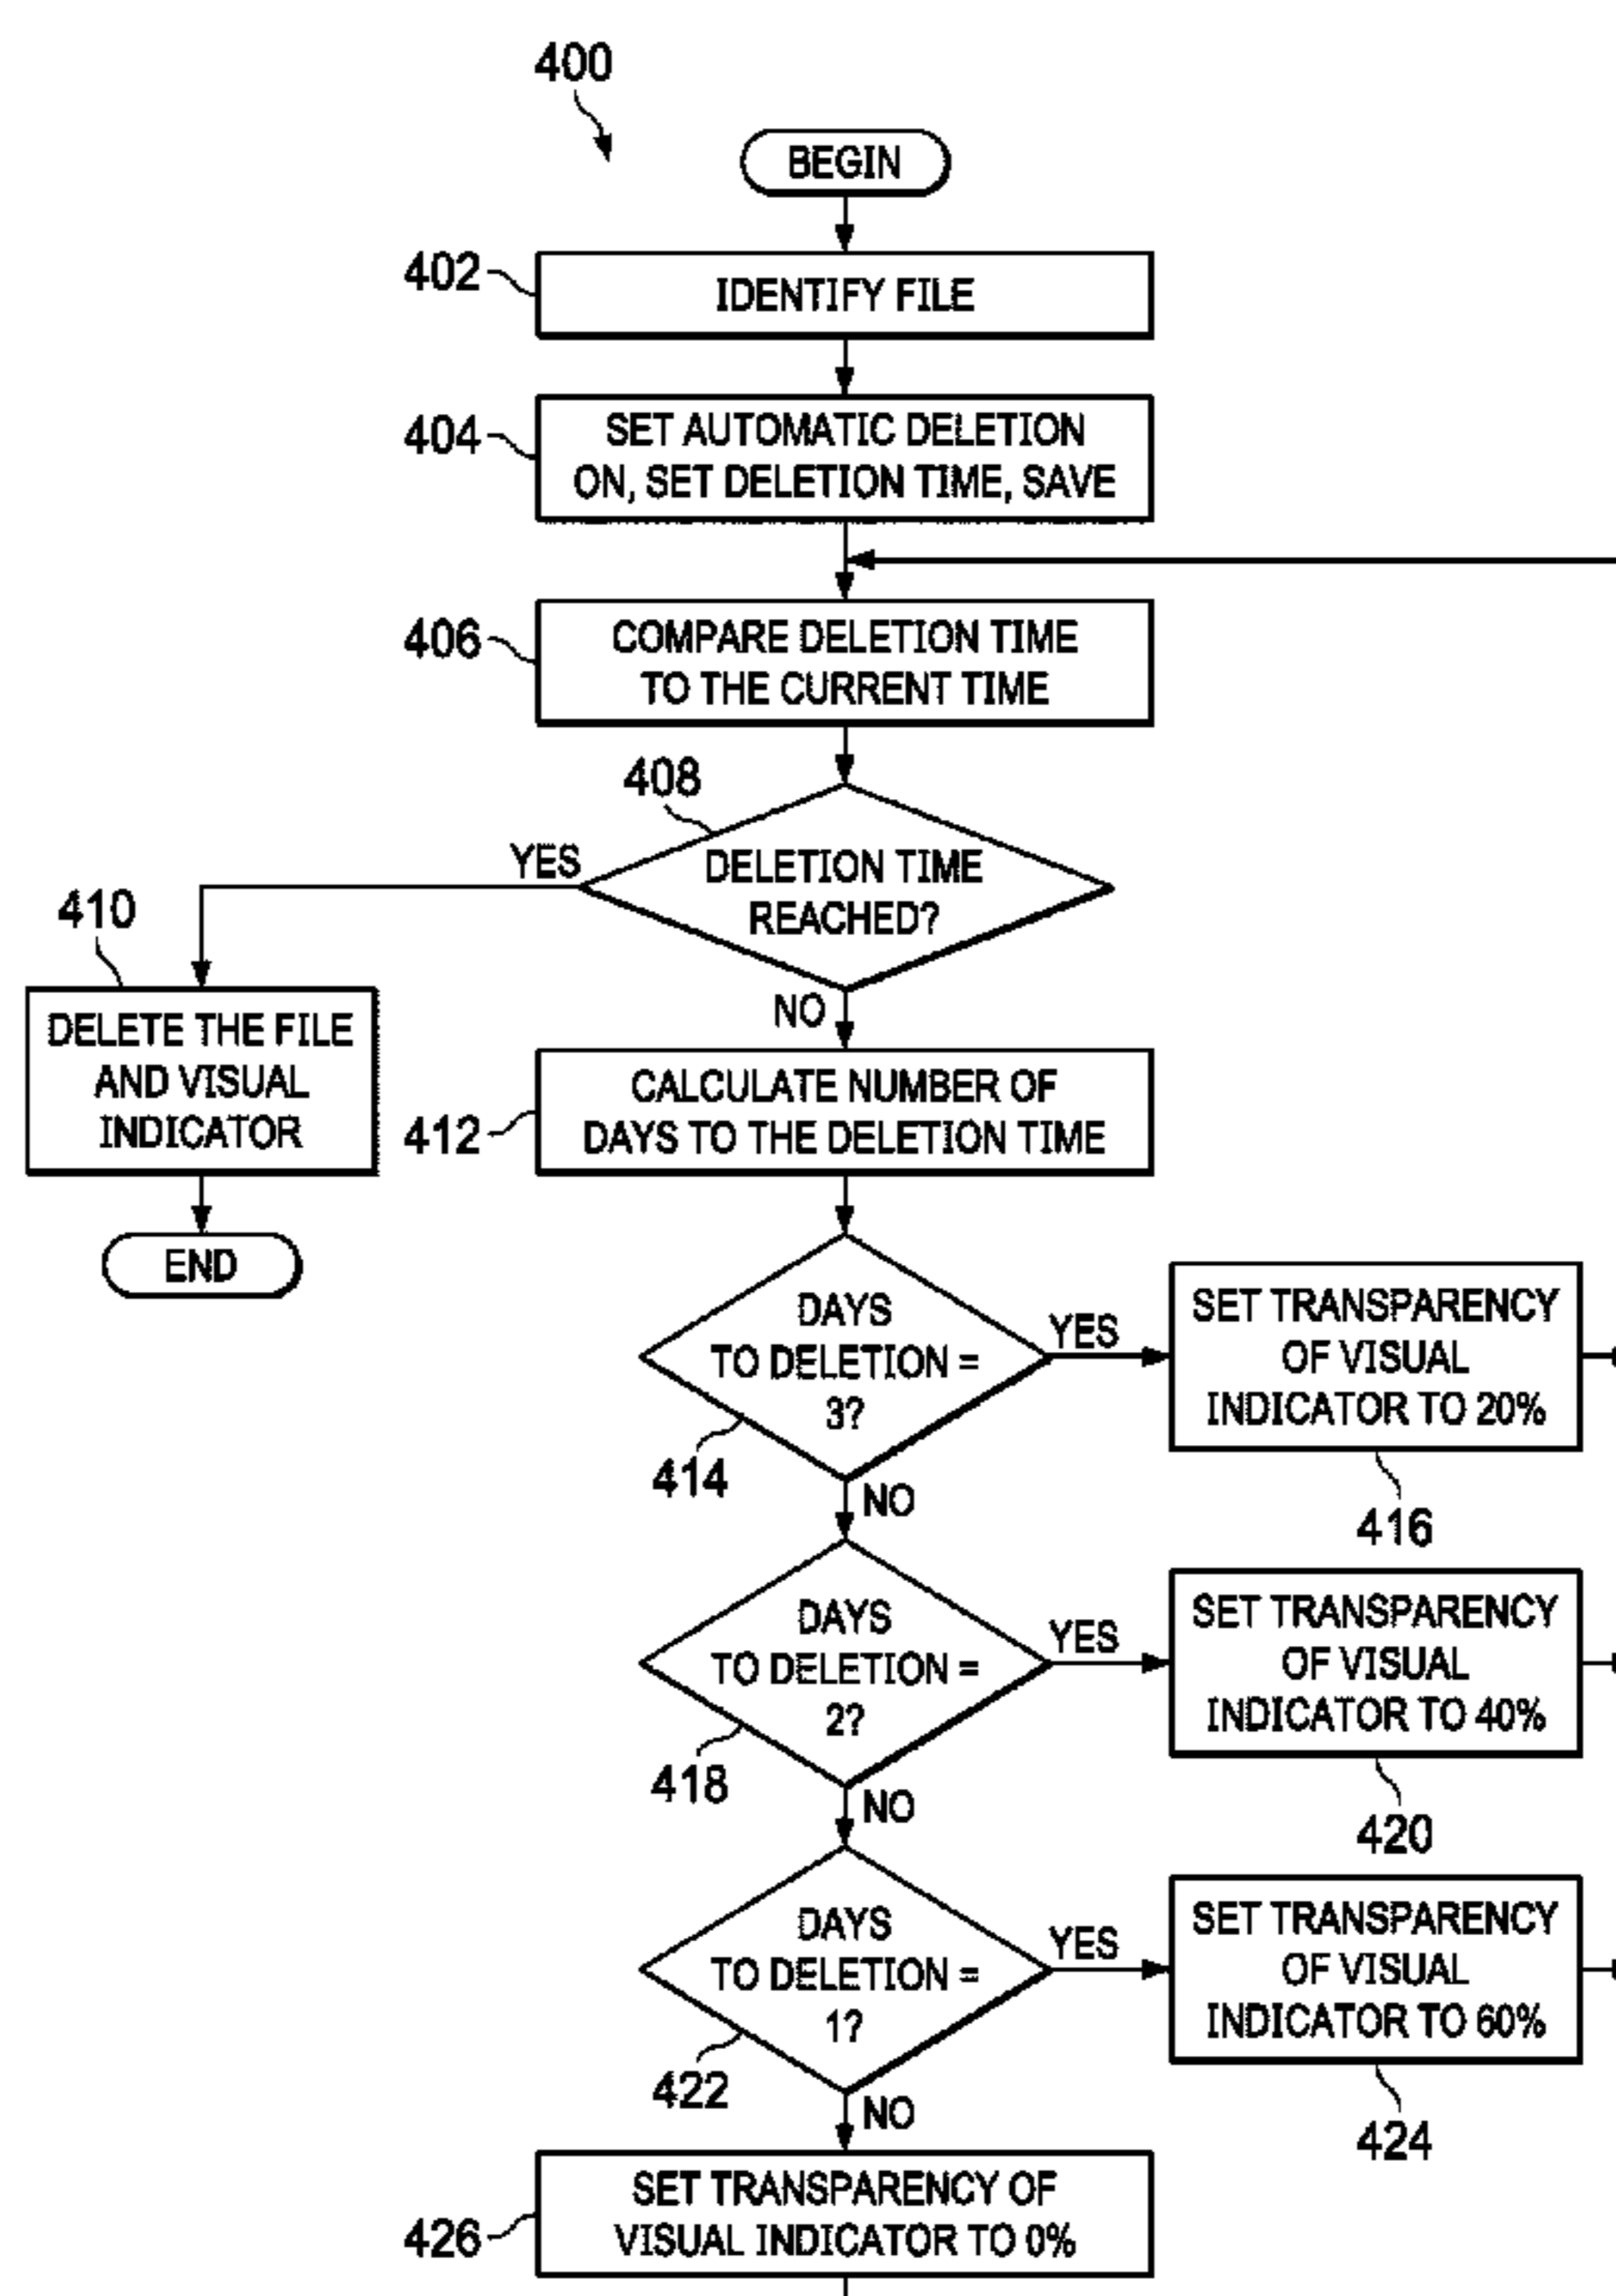 400
BEGIN
402
IDENTIFY FILE
404
SET AUTOMATIC DELETION
ON, SET DELETION TIME, SAVE
406
COMPARE DELETION TIME
TO THE CURRENT TIME
408
YES
DELETION TIME
REACHED?
410
NO
DELETE THE FILE
AND VISUAL
INDICATOR
412
CALCULATE NUMBER OF
DAYS TO THE DELETION TIME
END
DAYS
TO DELETION =
3?
414
YES
SET TRANSPARENCY
OF VISUAL
INDICATOR TO 20%
416
NO
DAYS
TO DELETION =
2?
418
YES
SET TRANSPARENCY
OF VISUAL
INDICATOR TO 40%
420
NO
DAYS
TO DELETION =
1?
422
YES
SET TRANSPARENCY
OF VISUAL
INDICATOR TO 60%
424
NO
426
SET TRANSPARENCY OF
VISUAL INDICATOR TO 0%